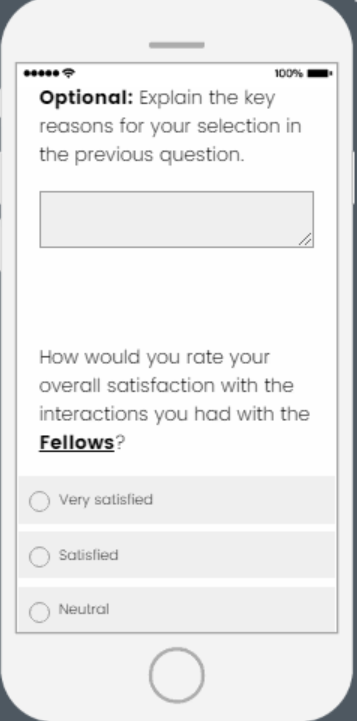 100%
Optional: Explain the key
reasons for your selection in
the previous question.
How would you rate your
overall satisfaction with the
interactions you had with the
Fellows?
Very satisfied
Satisfied
Neutral